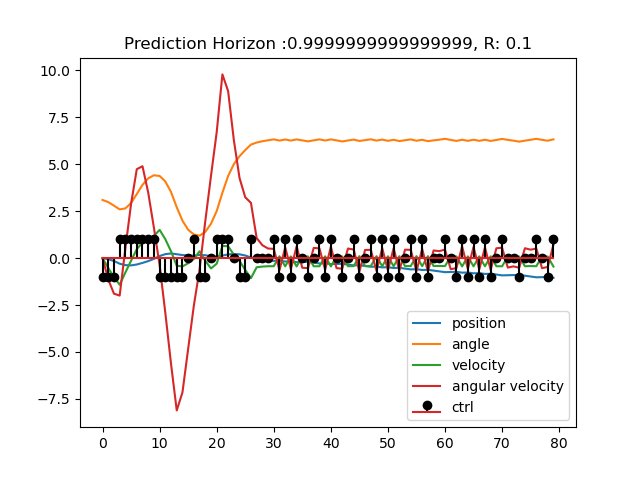 Prediction Horizon :0.9999999999999999, R: 0.1
10.0
7.5
5.0
2.5
0.0
−2.5
−5.0
−7.5
position
angle
velocity
angular velocity
ctrl
0 10 20 30 40 50 60 70 80